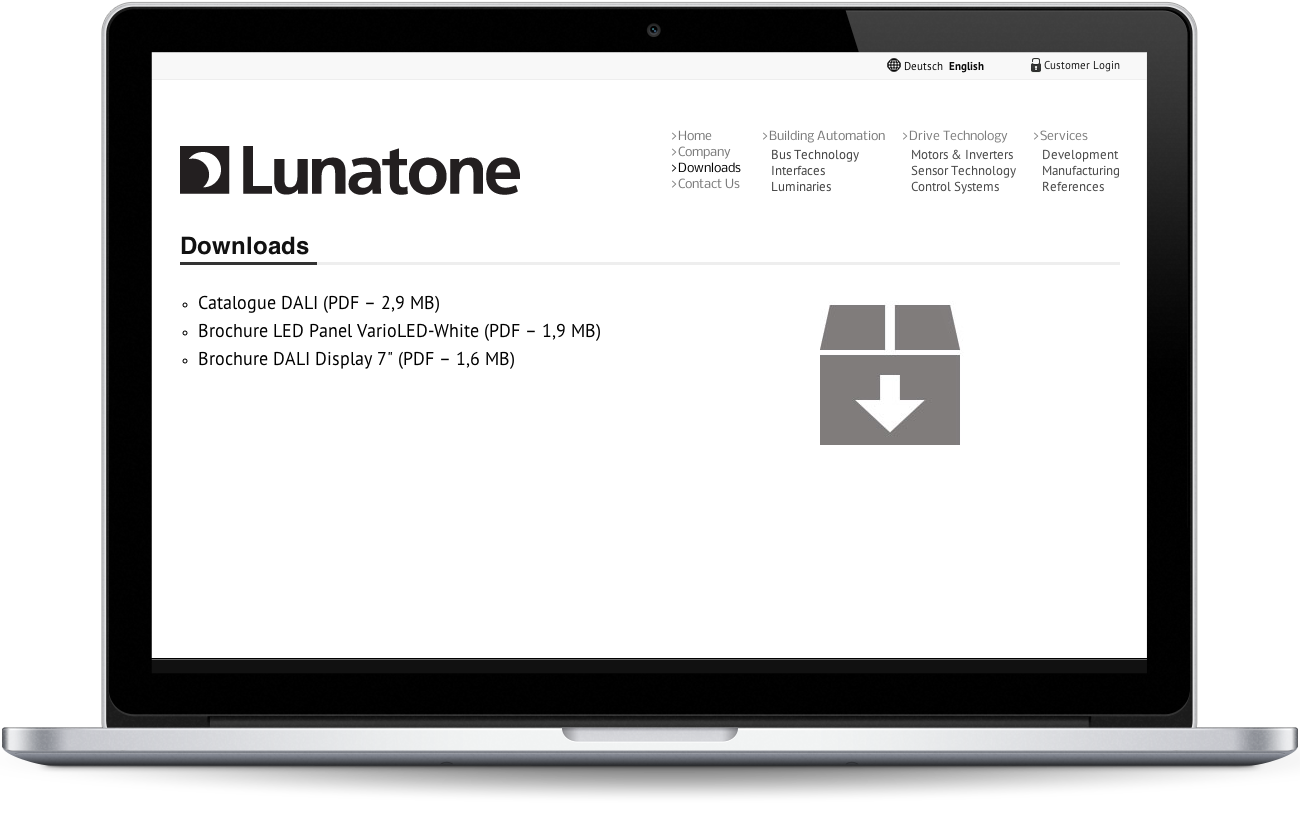 Deutsch English Customer Login
Lunatone
>Home
>Company
>Downloads
>Contact Us
>Building Automation
Bus Technology
Interfaces
Luminaries
>Drive Technology
Motors & Inverters
Sensor Technology
Control Systems
>Services
Development
Manufacturing
References
Downloads
Catalogue DALI (PDF – 2,9 MB)
Brochure LED Panel VarioLED-White (PDF – 1,9 MB)
Brochure DALI Display 7" (PDF – 1,6 MB)